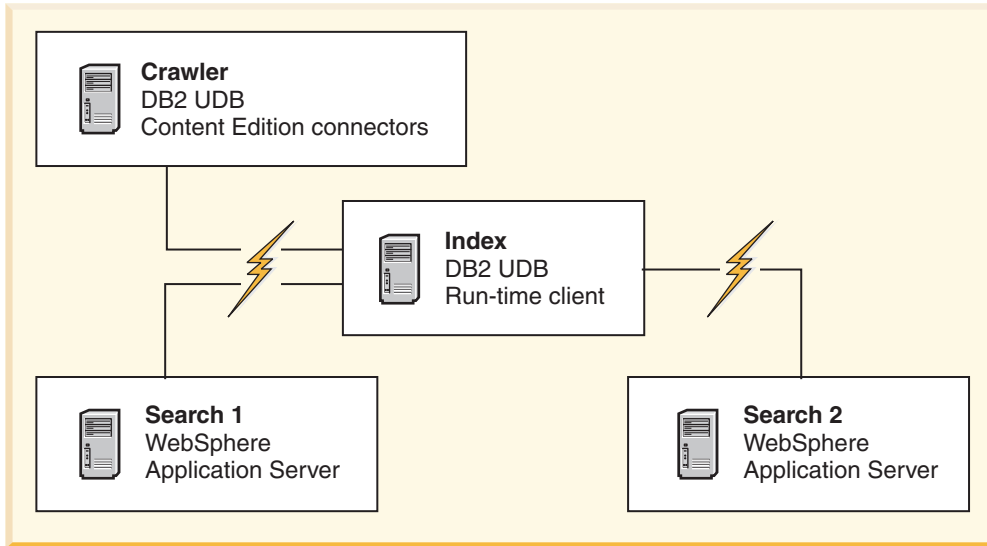 Crawler
DB2 UDB
Content Edition connectors
Index
DB2 UDB
Run-time client
Search 1
WebSphere
Application Server
Search 2
WebSphere
Application Server